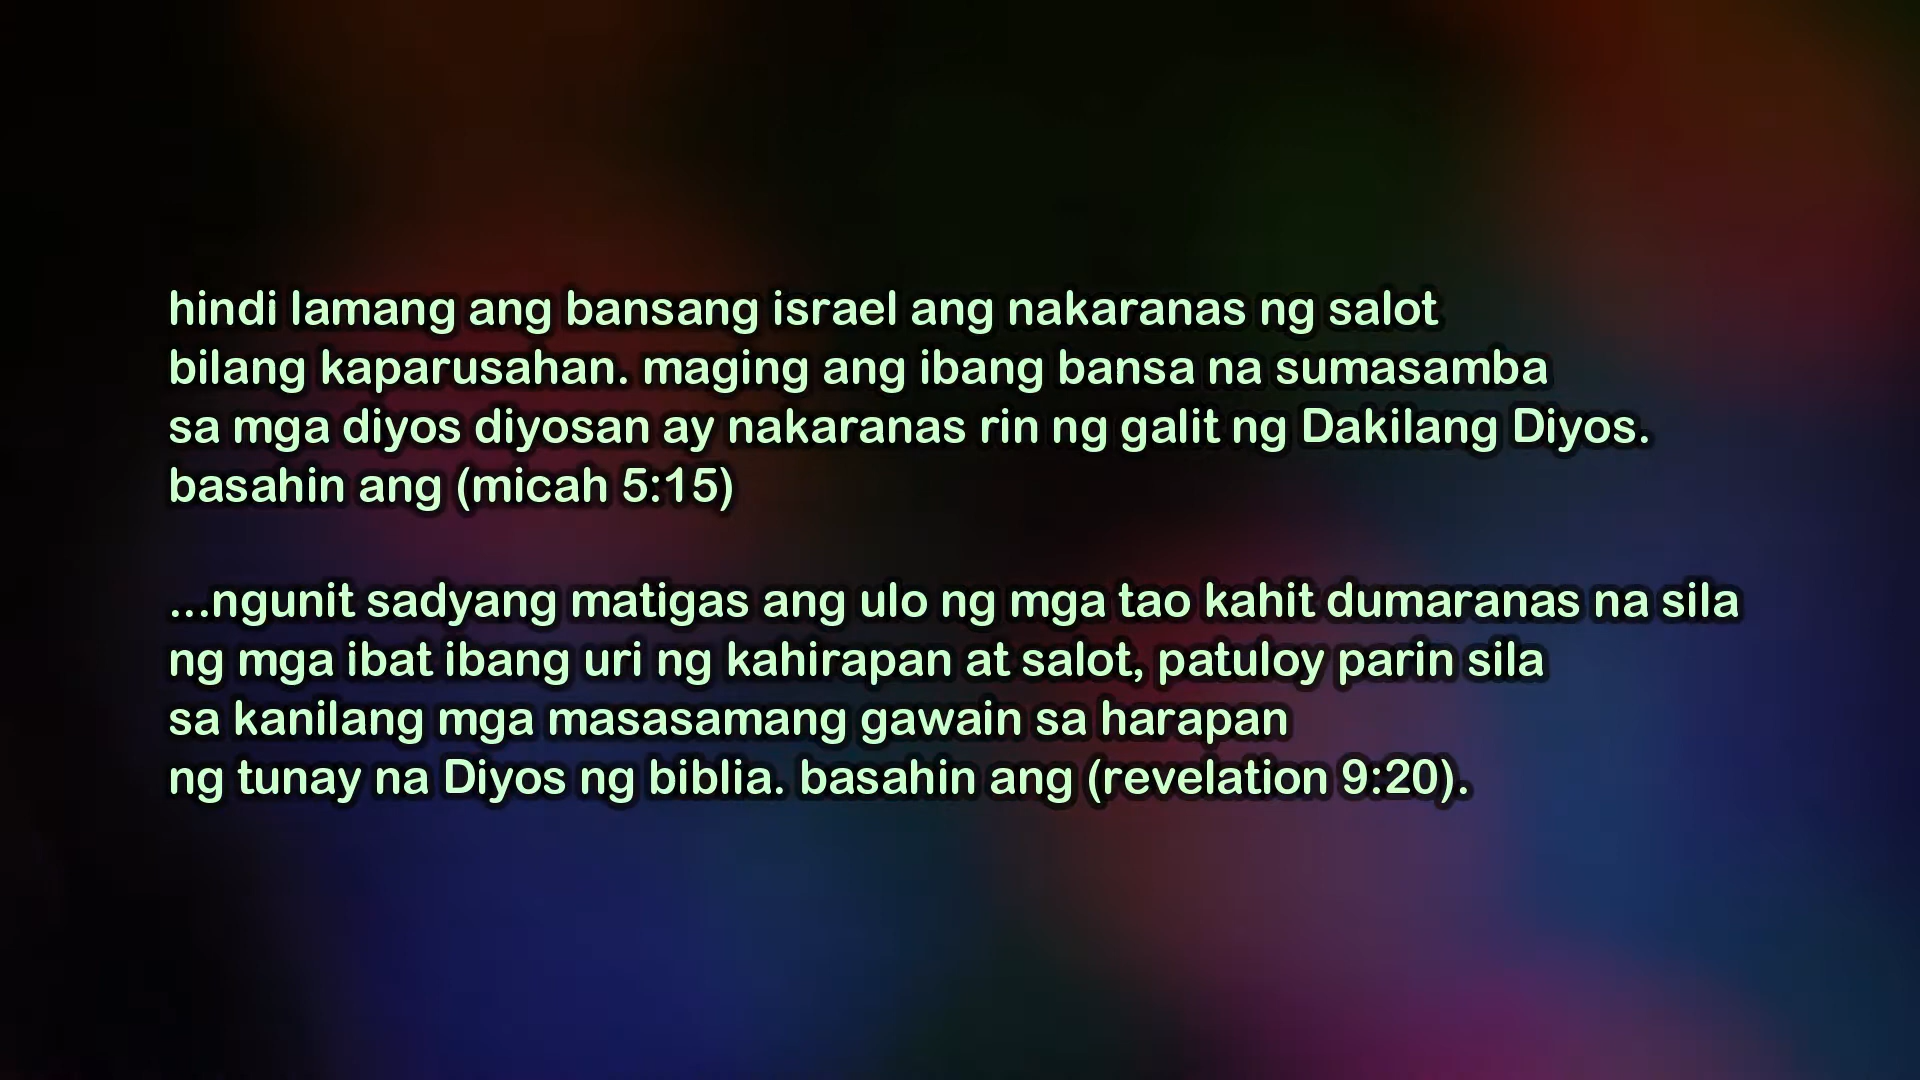 hindi lamang ang bansang israel ang nakaranas ng salot
bilang kaparusahan. maging ang ibang bansa na sumasamba
sa mga diyos diyosan ay nakaranas rin ng galit ng Dakilang Diyos.
basahin ang (micah 5:15)
...ngunit sadyang matigas ang ulo ng mga tao kahit dumaranas na sila
ng mga ibat ibang uri ng kahirapan at salot, patuloy parin sila
sa kanilang mga masasamang gawain sa harapan
ng tunay na Diyos ng biblia. basahin ang (revelation 9:20).